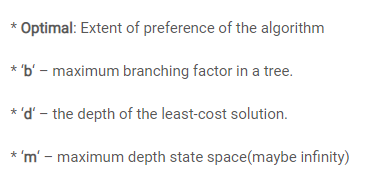 * Optimal: Extent of preference of the algorithm
* 'b' – maximum branching factor in a tree.
* 'd' – the depth of the least-cost solution.
* 'm' – maximum depth state space(maybe infinity)